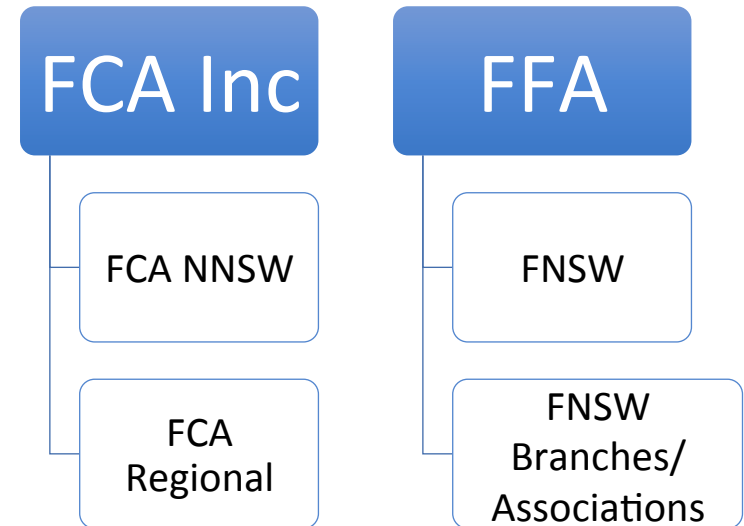 FCA Inc
FCA NNSW
FCA
Regional
FFA
FNSW
FNSW
Branches/
Associations